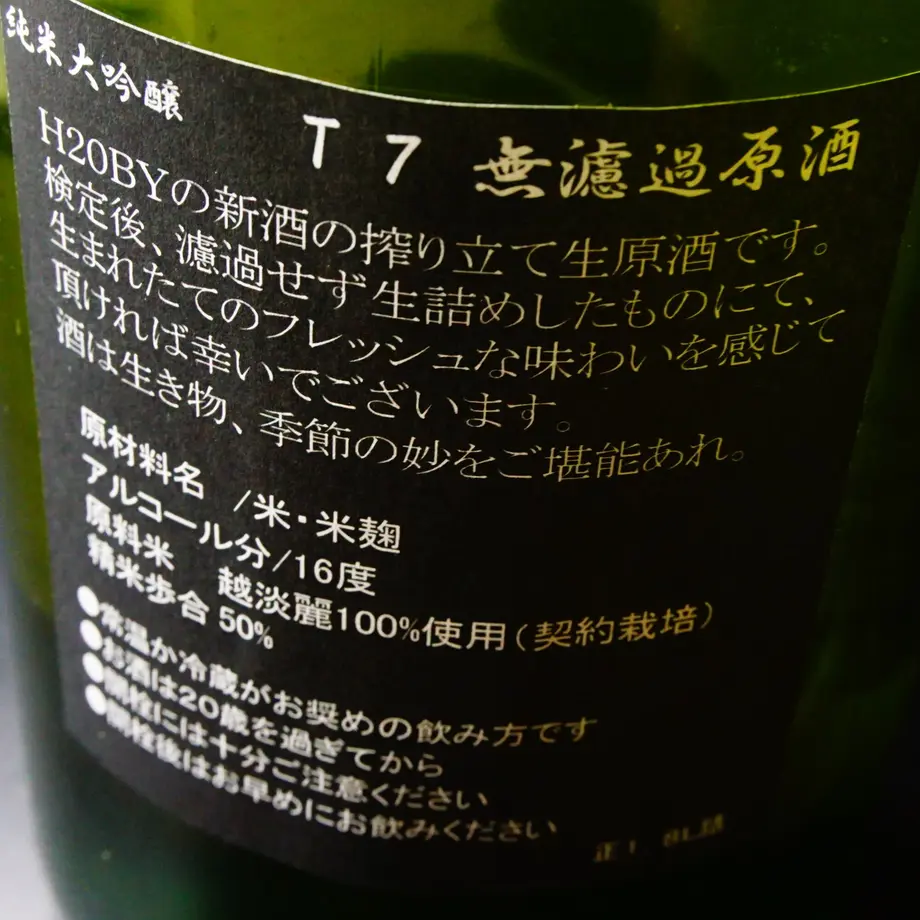 純米大吟醸
T7 無濾過原酒
H20BYの新酒の搾り立て生原酒です。
検定後、濾過せず生詰めしたものにて、
生まれたてのフレッシュな味わいを感じて
頂ければ幸いでございます。
酒は生き物、季節の妙をご堪能あれ。
原材料名 /米・米麹
アルコール分/16度
原料米 越淡麗100%使用(契約栽培)
精米歩合 50%
●常温か冷蔵がお奨めの飲み方です
●お酒は20歳を過ぎてから
●開栓には十分ご注意ください
●開栓後はお早めにお飲みください
正1.8L詰